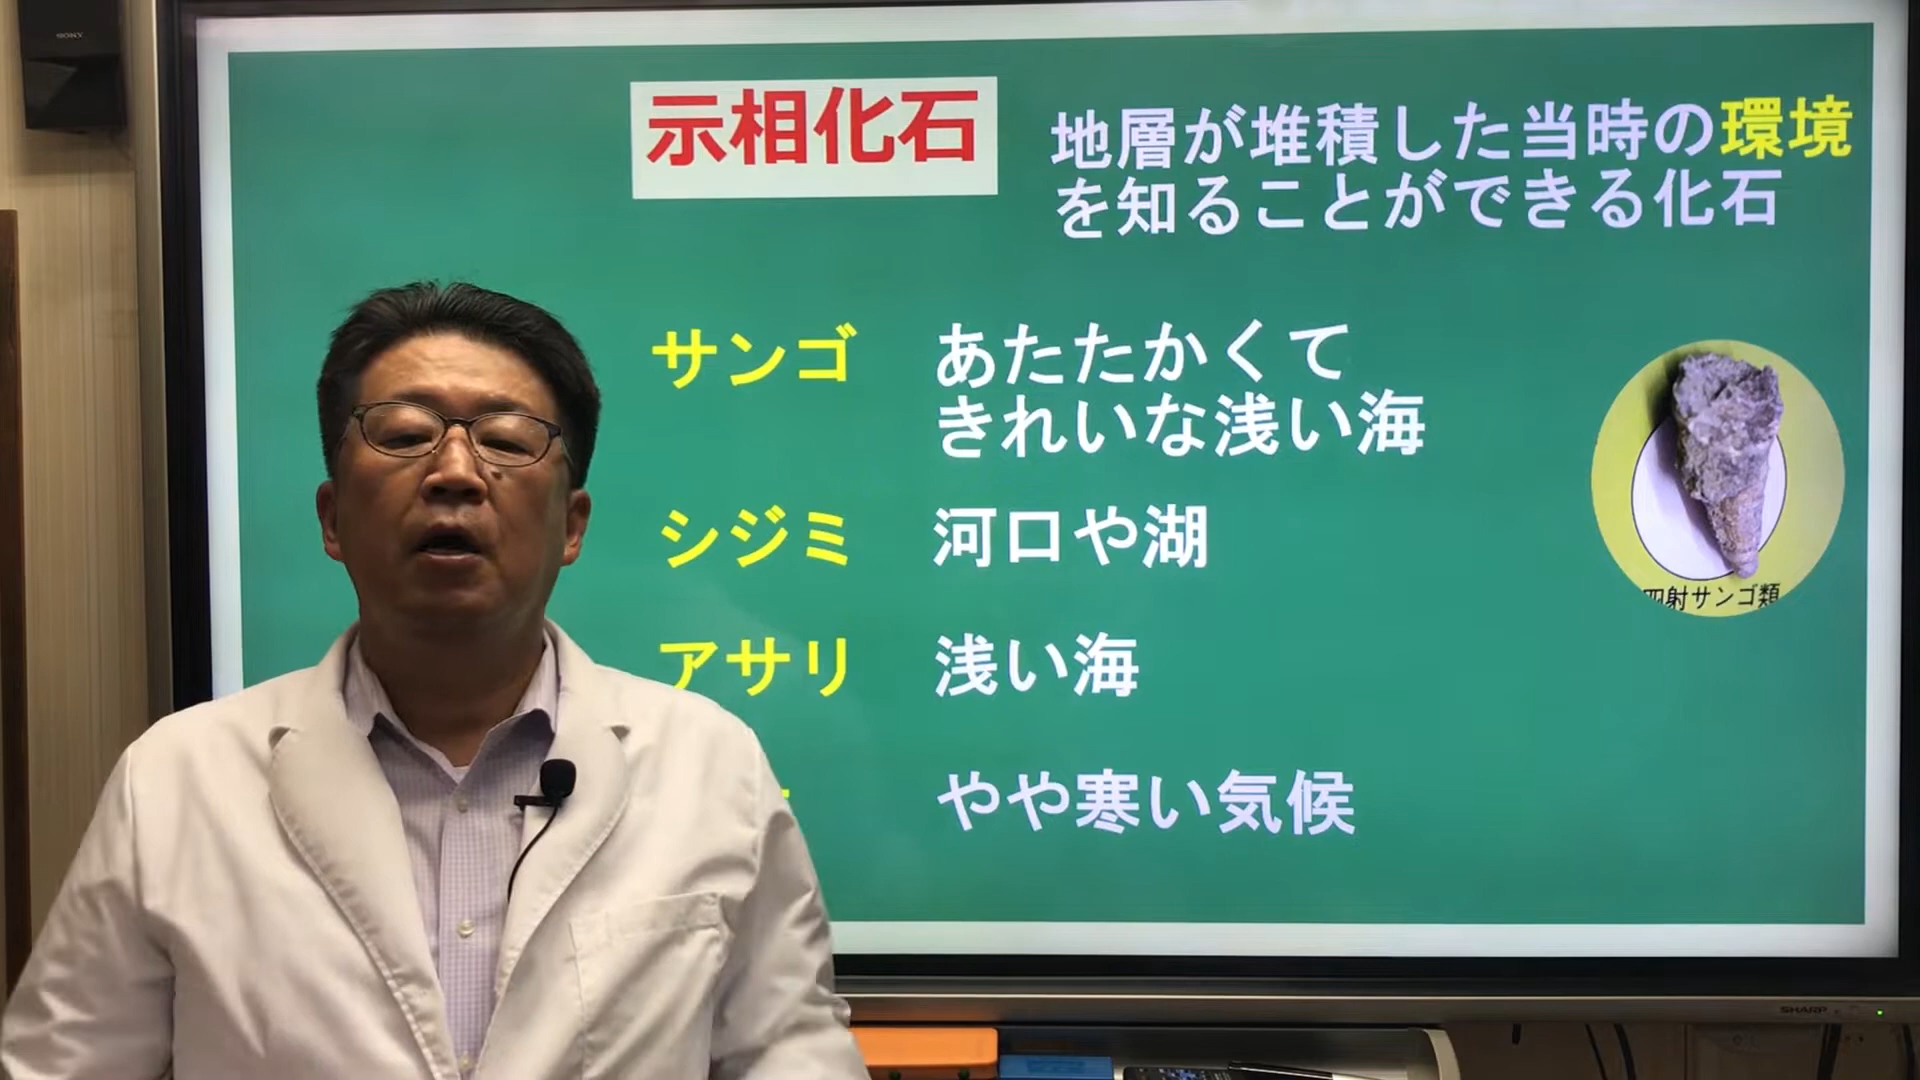 SONY
示相化石
地層が堆積した当時の環境
を知ることができる化石
サンゴ
あたたかくて
きれいな浅い海
シジミ
河口や湖
アサリ
浅い海
やや寒い気候
四射サンゴ類
SHARP